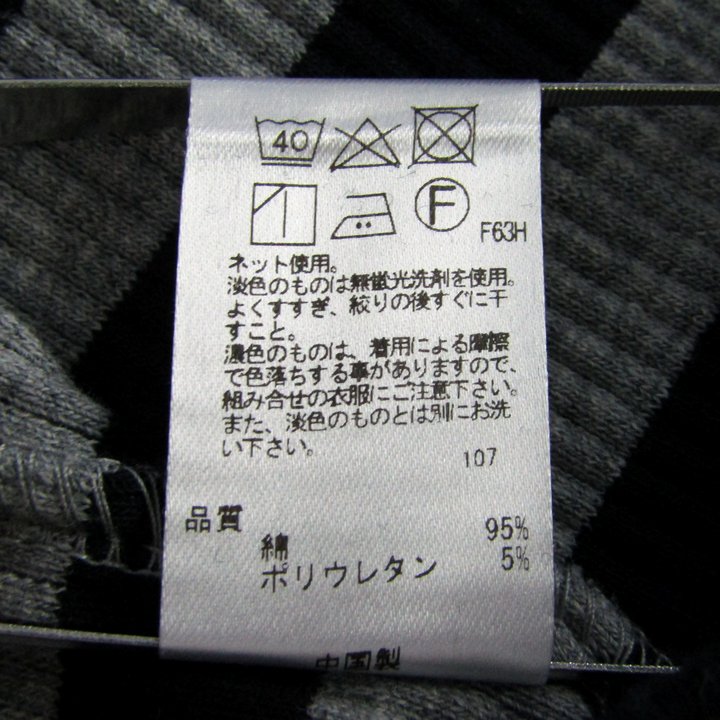 40
F
F63H
ネット使用。
淡色のものは無蛍光洗剤を使用。
よくすすぎ、絞りの後すぐに干
すこと。
濃色のものは、着用による摩擦
で色落ちする事がありますので、
組み合せの衣服にご注意下さい。
また、淡色のものとは別にお洗
い下さい。
107
品質
綿 95%
ポリウレタン 5%
中国製